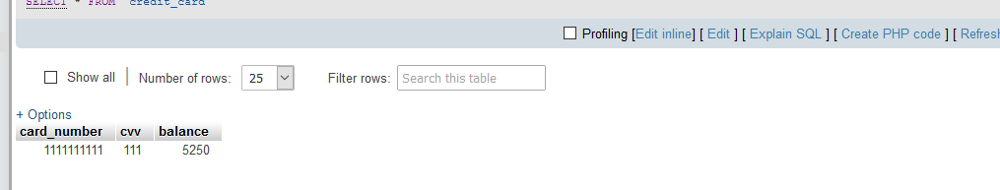 SELECT * FROM `credit_card`
Profiling [Edit inline] [ Edit ] [ Explain SQL ] [ Create PHP code ] [ Refresh
Show all | Number of rows: 25 Filter rows: Search this table
+ Options
card_number cvv balance
1111111111 111 5250